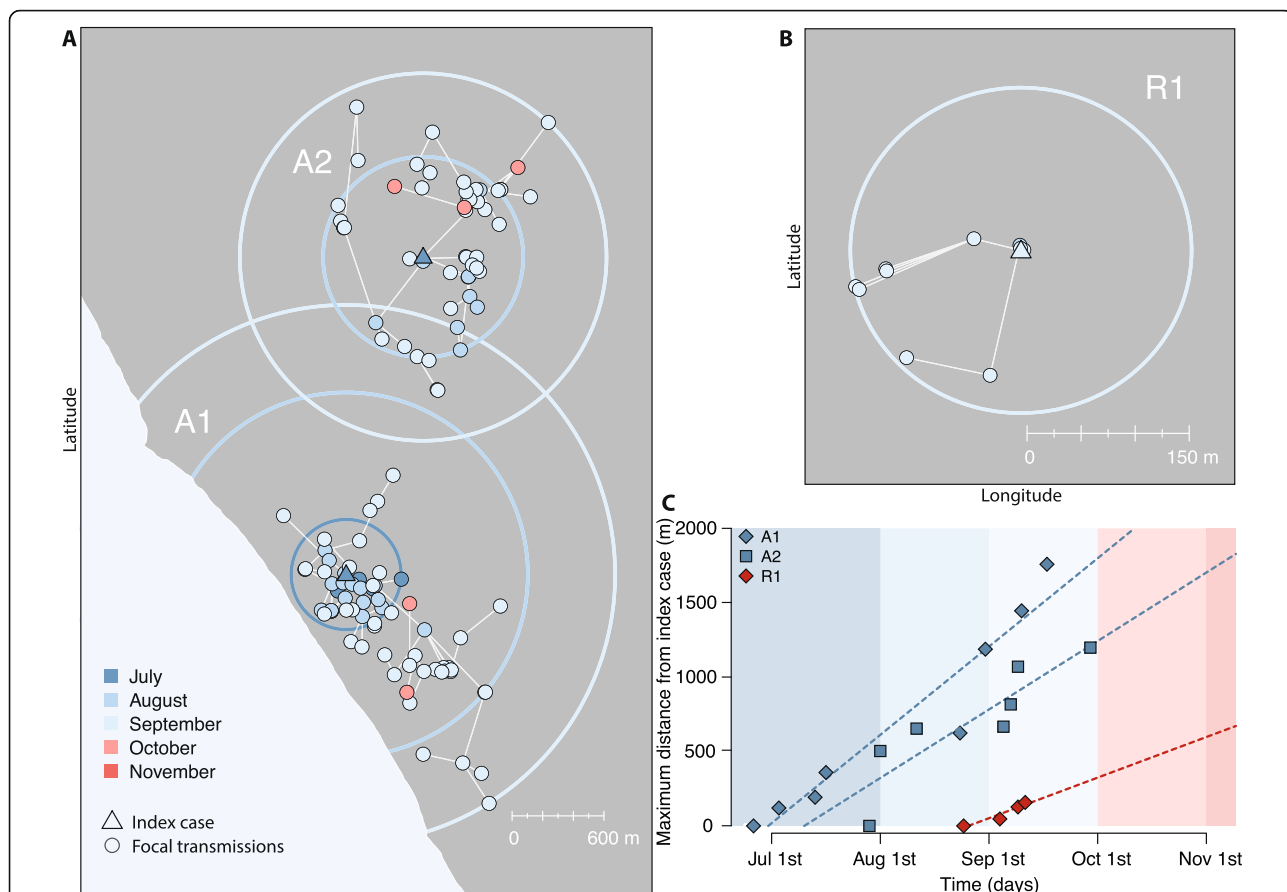 A
A2
A1
Latitude
July
August
September
October
November
Index case
Focal transmissions
0 600 m
B
R1
Latitude
0 150 m
Longitude
C
Maximum distance from index case (m)
2000
1500
1000
500
0
A1
A2
R1
Jul 1st Aug 1st Sep 1st Oct 1st Nov 1st
Time (days)